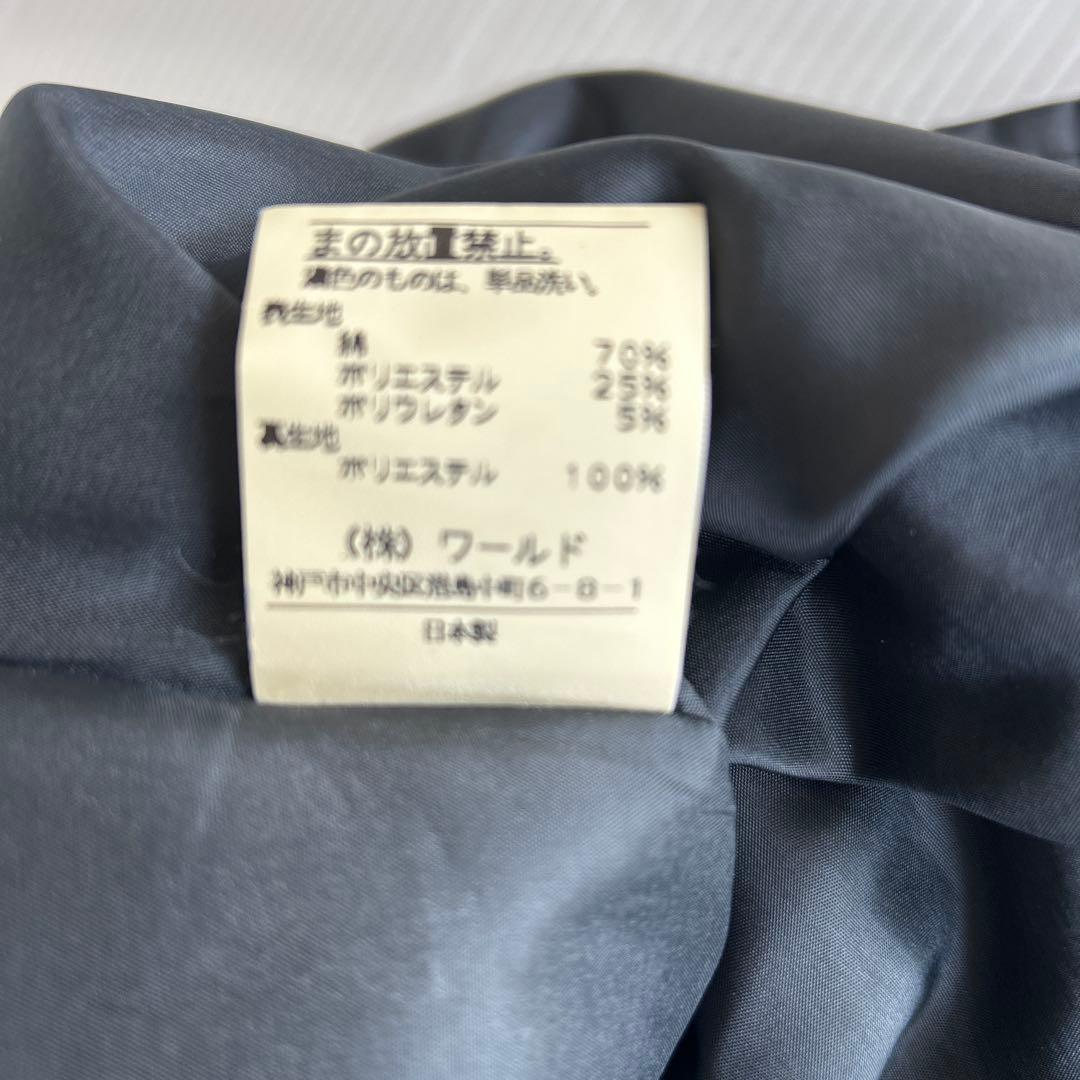 まの放置禁止。
濃色のものは、単品洗い。
表生地
綿 70%
ポリエステル 25%
ポリウレタン 5%
裏生地
ポリエステル 100%
(株) ワールド
神戸市中央区港島中町6-8-1
日本製